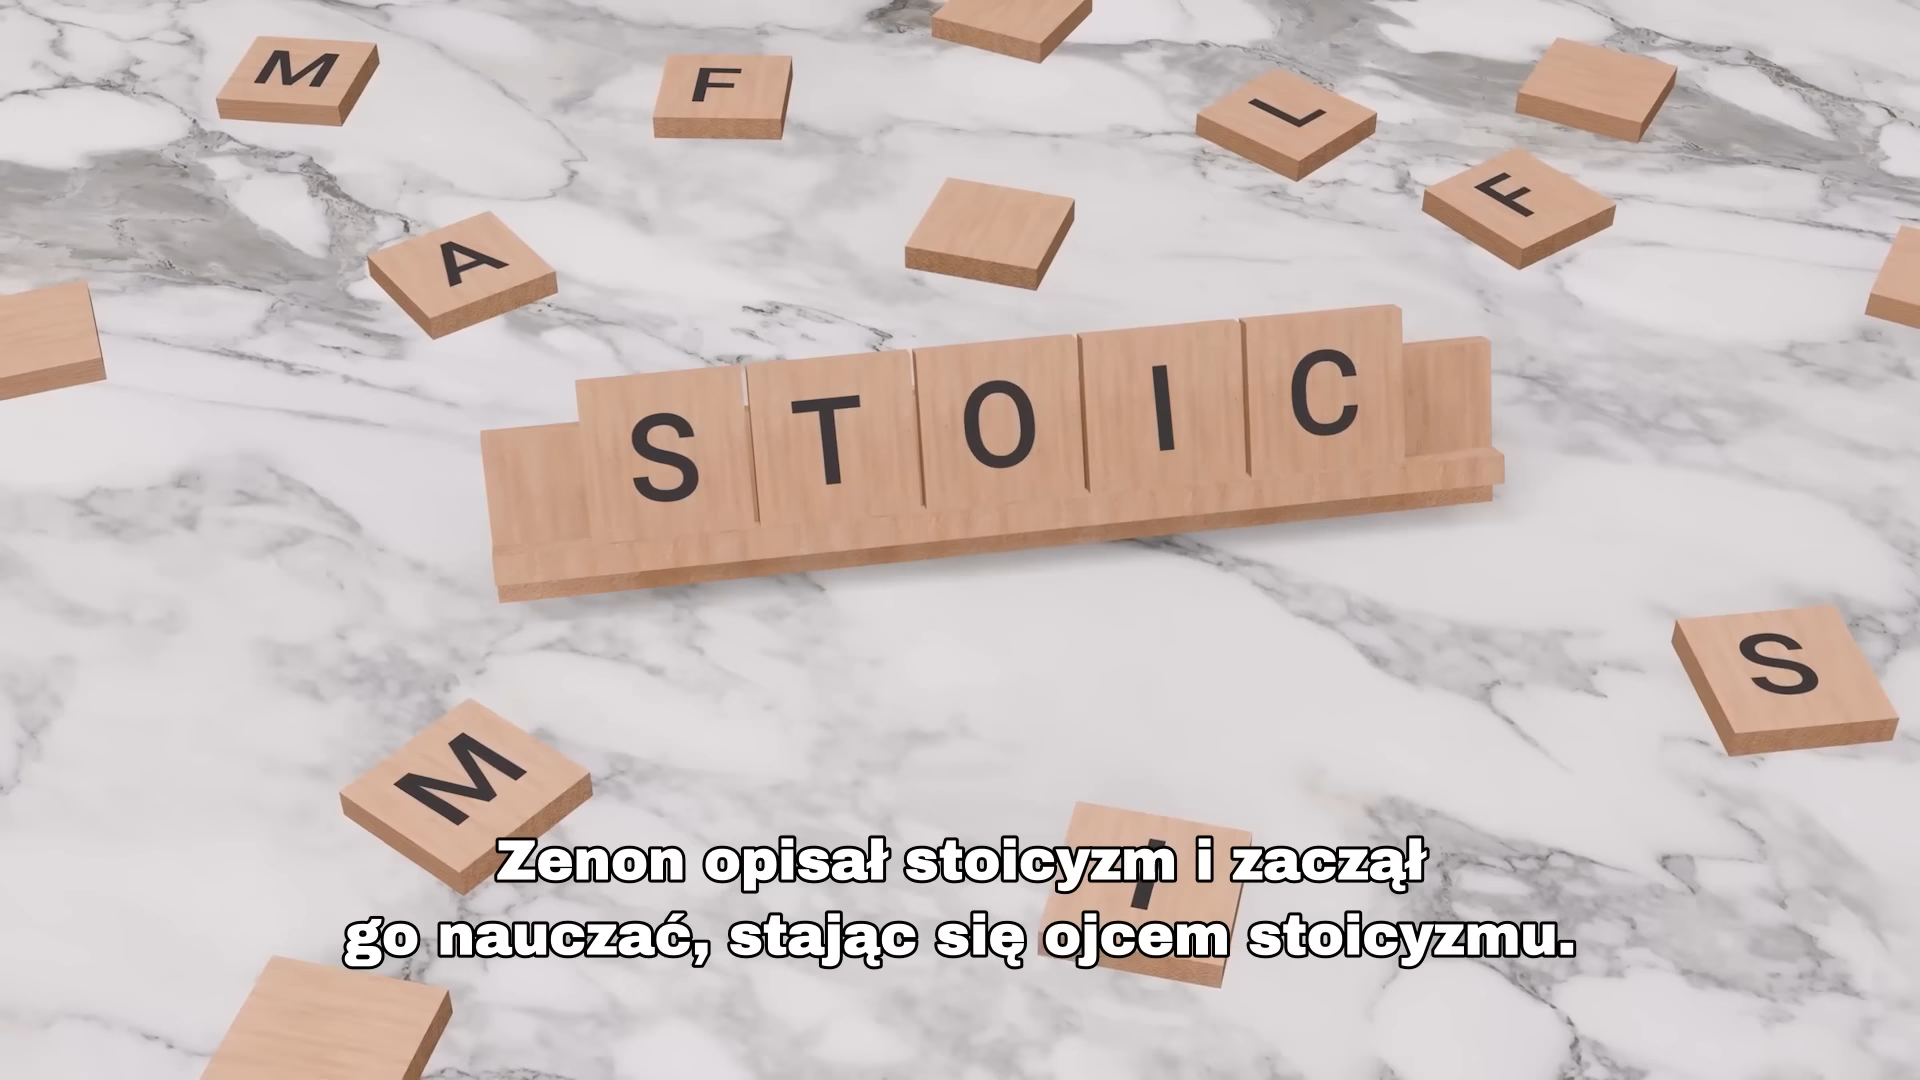 M
F
L
F
A
STOIC
S
M
I
Zenon opisał stoicyzm i zaczął
go nauczać, stając się ojcem stoicyzmu.